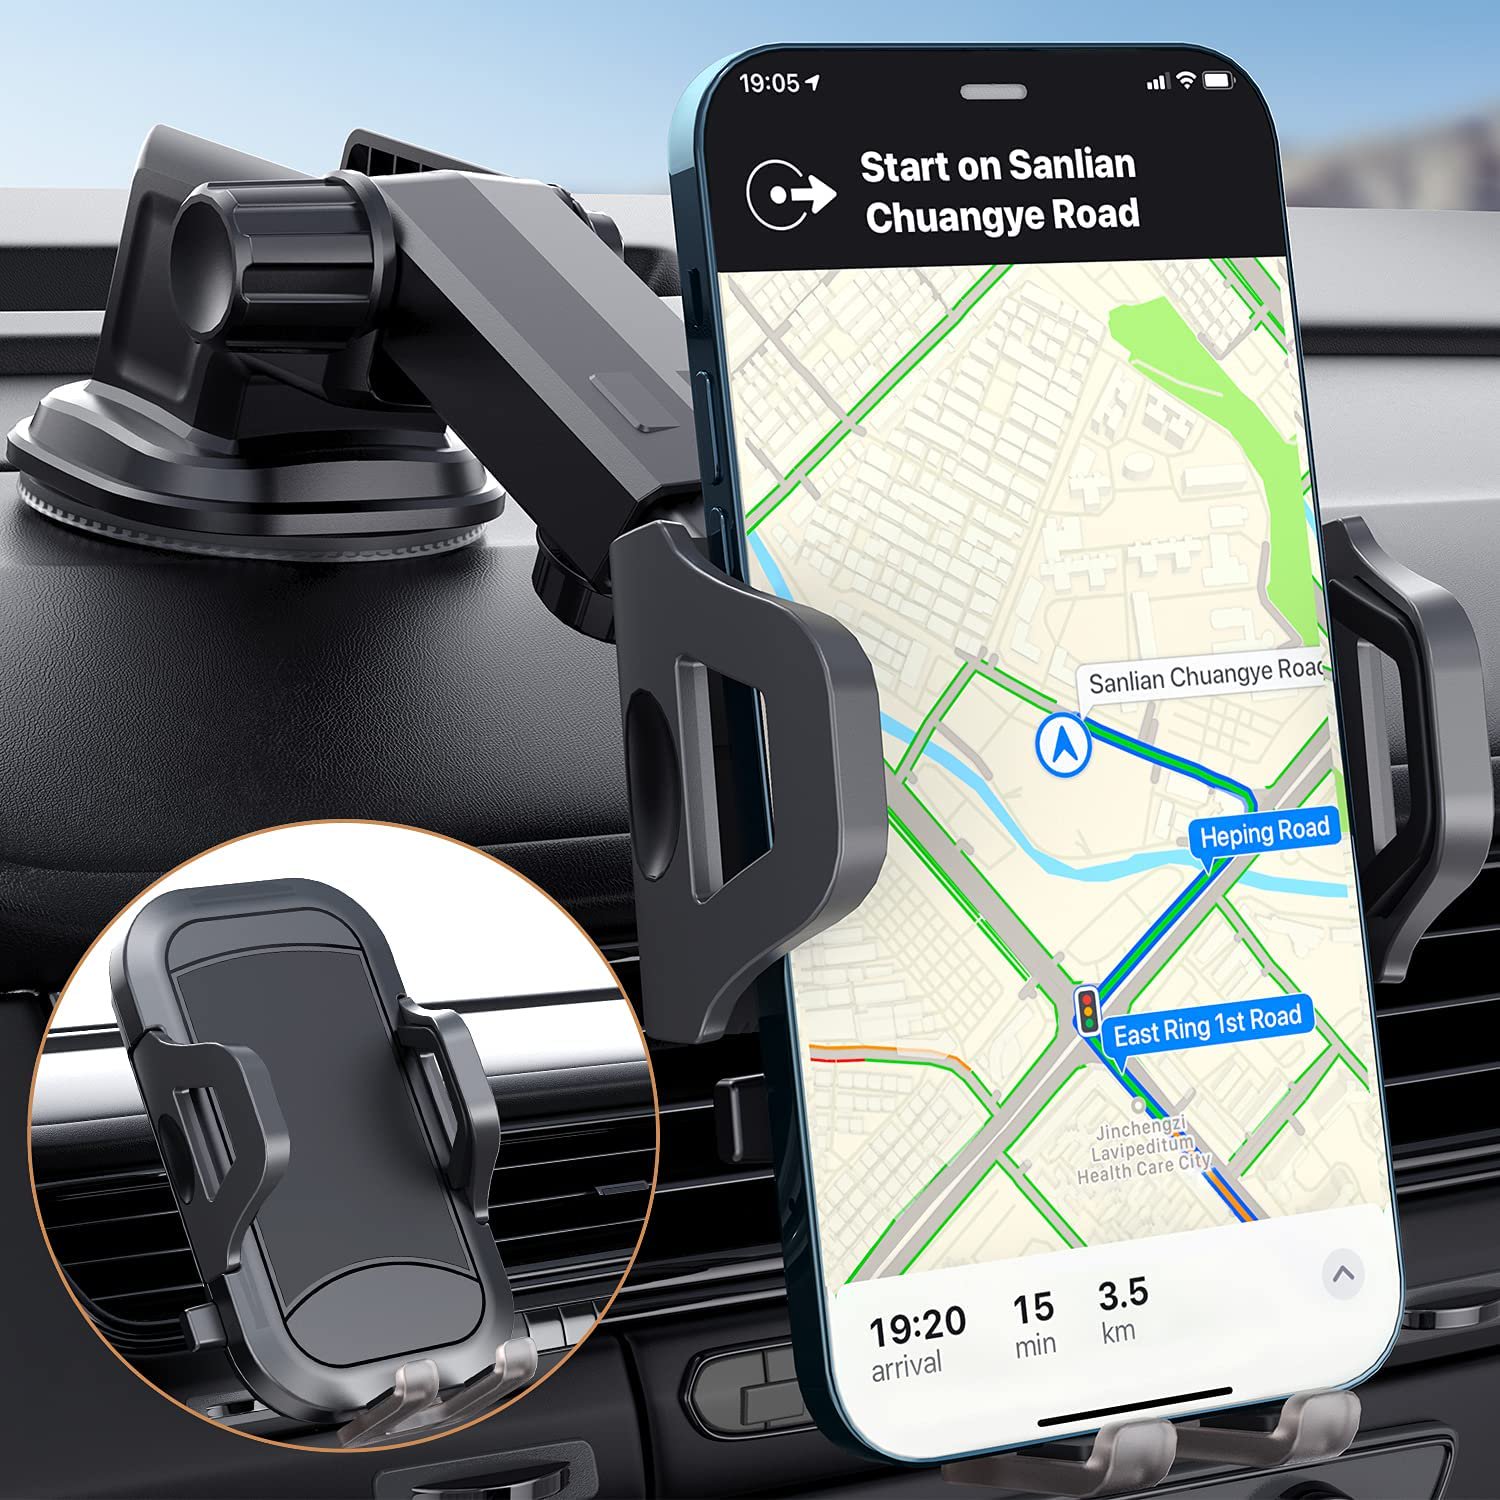 19:05
Start on Sanlian
Chuangye Road
Sanlian Chuangye Road
Heping Road
East Ring 1st Road
Jinchengzi
Lavipeditum
Health Care City
19:20
15
3.5
arrival
min
km